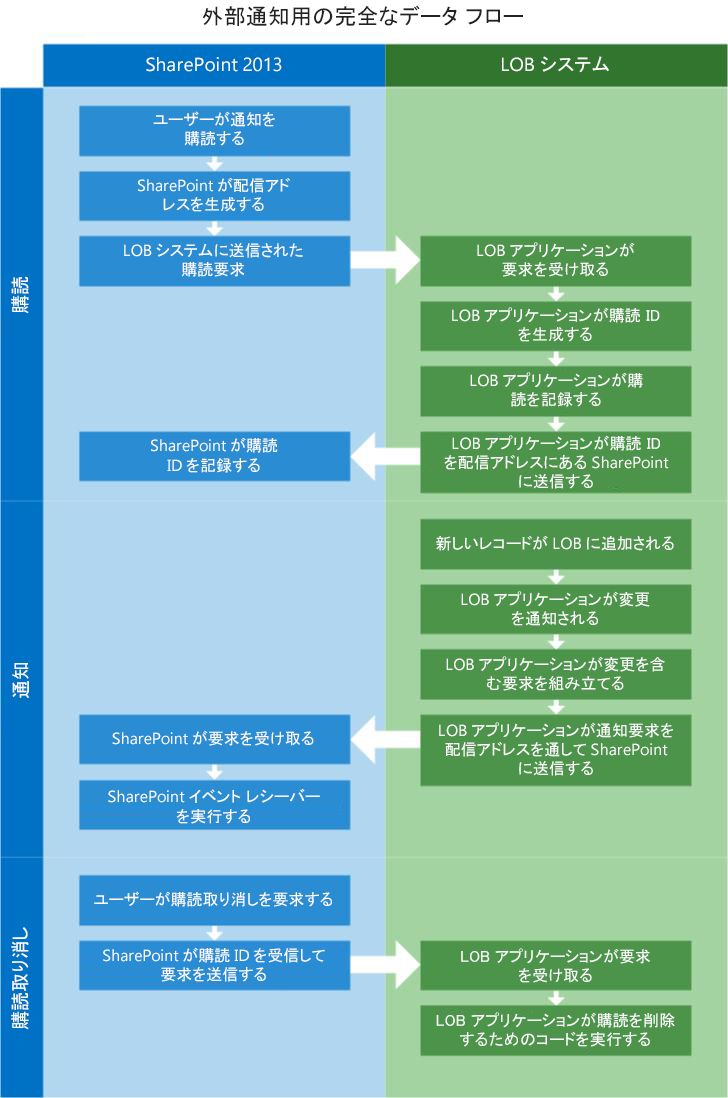 外部通知用の完全なデータ フロー
SharePoint 2013
LOB システム
購読
ユーザーが通知を
購読する
SharePoint が配信アド
レスを生成する
LOB システムに送信された
購読要求
LOB アプリケーションが
要求を受け取る
LOB アプリケーションが購読 ID
を生成する
LOB アプリケーションが購
読を記録する
LOB アプリケーションが購読 ID
を配信アドレスにある SharePoint
に送信する
SharePoint が購読
ID を記録する
通知
新しいレコードが LOB に追加される
LOB アプリケーションが変更
を通知される
LOB アプリケーションが変更を含
む要求を組み立てる
LOB アプリケーションが通知要求を
配信アドレスを通して SharePoint
に送信する
SharePoint が要求を受け取る
SharePoint イベント レシーバー
を実行する
購読取り消し
ユーザーが購読取り消しを要求する
SharePoint が購読 ID を受信して
要求を送信する
LOB アプリケーションが要求
を受け取る
LOB アプリケーションが購読を削除
するためのコードを実行する